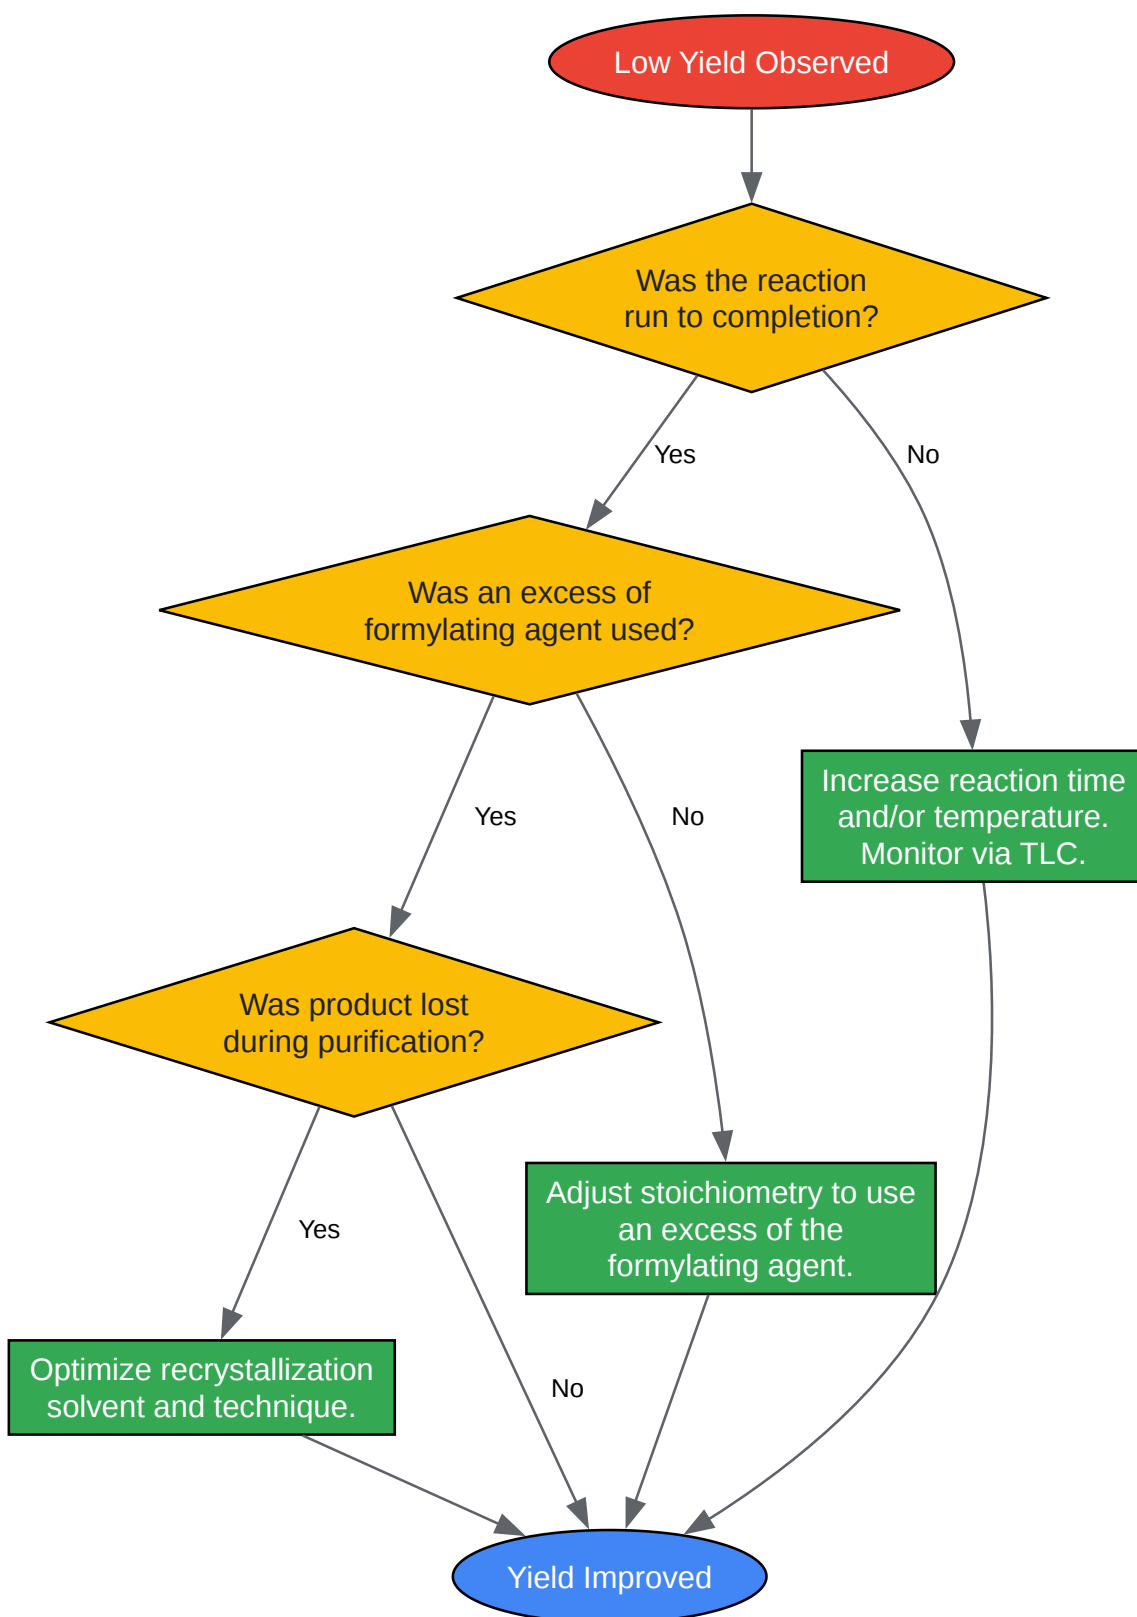 Low Yield Observed
Was the reaction
run to completion?
Yes
No
Was an excess of
formylating agent used?
Increase reaction time
and/or temperature.
Monitor via TLC.
Yes
No
Was product lost
during purification?
Adjust stoichiometry to use
an excess of the
formylating agent.
Yes
Optimize recrystallization
solvent and technique.
No
Yield Improved